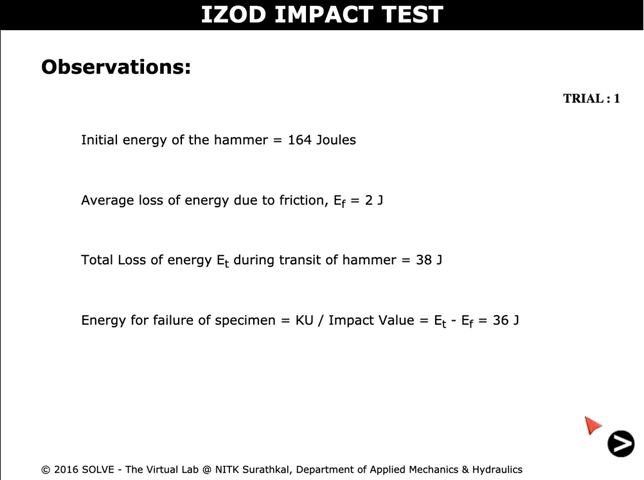 IZOD IMPACT TEST
Observations:
TRIAL : 1
Initial energy of the hammer = 164 Joules
Average loss of energy due to friction, Ef = 2 J
Total Loss of energy Et during transit of hammer = 38 J
Energy for failure of specimen = KU / Impact Value = Et - Ef = 36 J
© 2016 SOLVE - The Virtual Lab @ NITK Surathkal, Department of Applied Mechanics & Hydraulics